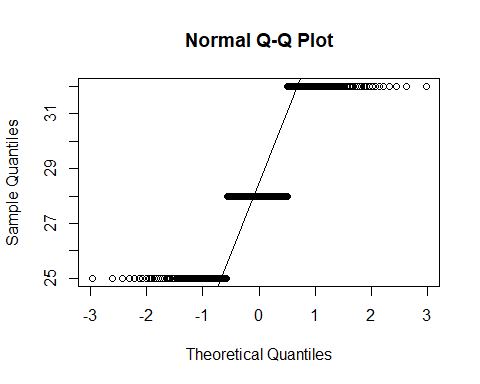 Normal Q-Q Plot
Sample Quantiles
31
29
27
25
-3 -2 -1 0 1 2 3
Theoretical Quantiles